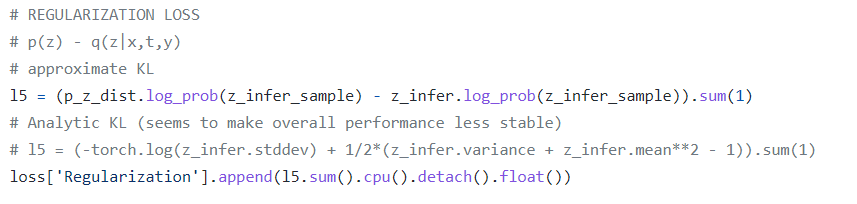 # REGULARIZATION LOSS
# p(z) - q(z|x,t,y)
# approximate KL
l5 = (p_z_dist.log_prob(z_infer_sample) - z_infer.log_prob(z_infer_sample)).sum(1)
# Analytic KL (seems to make overall performance less stable)
# l5 = (-torch.log(z_infer.stddev) + 1/2*(z_infer.variance + z_infer.mean**2 - 1)).sum(1)
loss['Regularization'].append(l5.sum().cpu().detach().float())